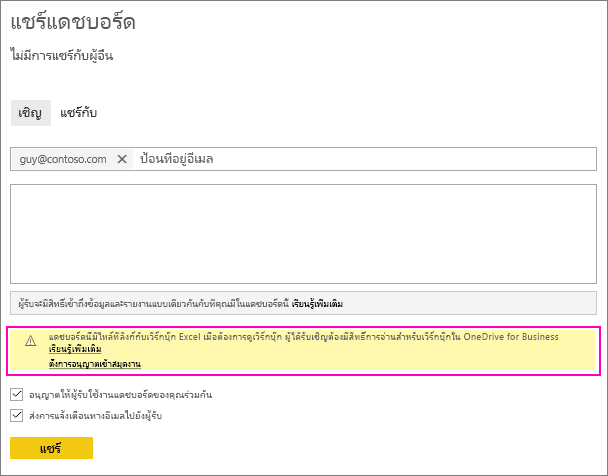 แชร์แดชบอร์ด
ไม่มีการแชร์กับผู้อื่น
เชิญ แชร์กับ
guy@contoso.com ป้อนที่อยู่อีเมล
ผู้รับจะมีสิทธิ์เข้าถึงข้อมูลและรายงานแบบเดียวกันกับที่คุณมีในแดชบอร์ดนี้ เรียนรู้เพิ่มเติม
แดชบอร์ดนี้มีไทล์ที่ลิงก์กับเวิร์กบุ๊ก Excel เมื่อต้องการดูเวิร์กบุ๊ก ผู้ได้รับเชิญต้องมีสิทธิ์การอ่านสำหรับเวิร์กบุ๊กใน OneDrive for Business
เรียนรู้เพิ่มเติม
ตั้งการอนุญาตเข้าสมุดงาน
อนุญาตให้ผู้รับใช้งานแดชบอร์ดของคุณร่วมกัน
ส่งการแจ้งเตือนทางอีเมลไปยังผู้รับ
แชร์